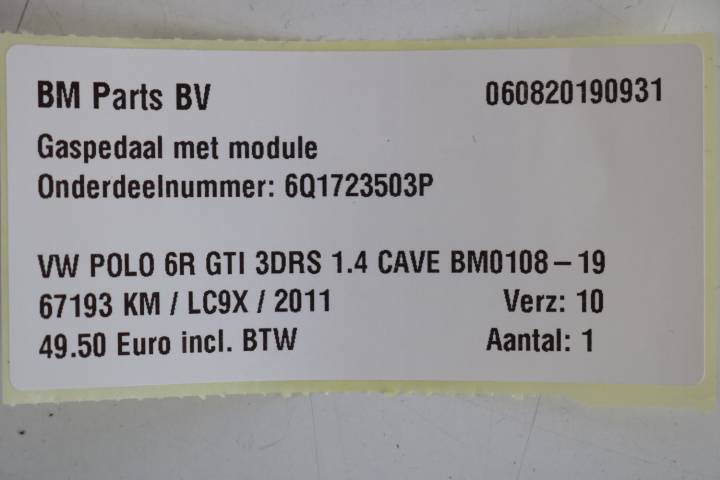 BM Parts BV 060820190931
Gaspedaal met module
Onderdeelnummer: 6Q1723503P
VW POLO 6R GTI 3DRS 1.4 CAVE BM0108-19
67193 KM / LC9X / 2011 Verz: 10
49.50 Euro incl. BTW Aantal: 1